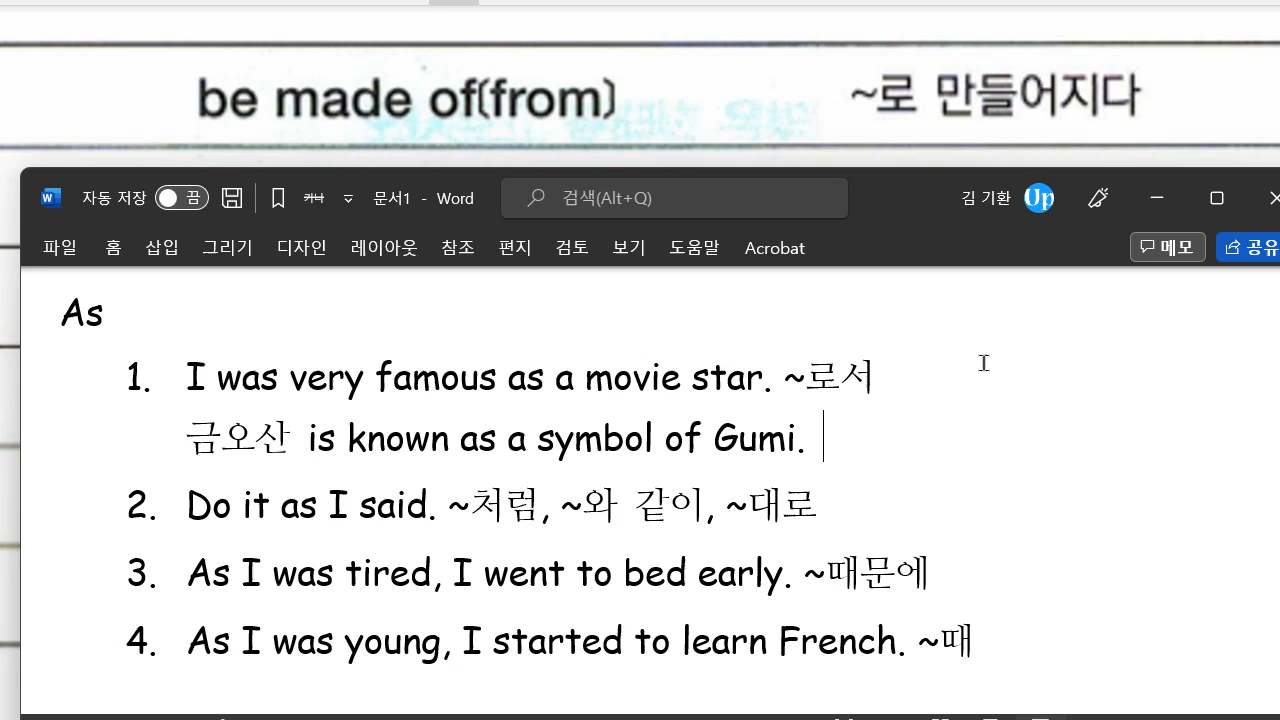 be made of(from) ~로 만들어지다
자동 저장 끔 가나 문서1 - Word 검색(Alt+Q) 김 기환 Up
파일 홈 삽입 그리기 디자인 레이아웃 참조 편지 검토 보기 도움말 Acrobat 메모 공유
As
1. I was very famous as a movie star. ~로서
금오산 is known as a symbol of Gumi.
2. Do it as I said. ~처럼, ~와 같이, ~대로
3. As I was tired, I went to bed early. ~때문에
4. As I was young, I started to learn French. ~때